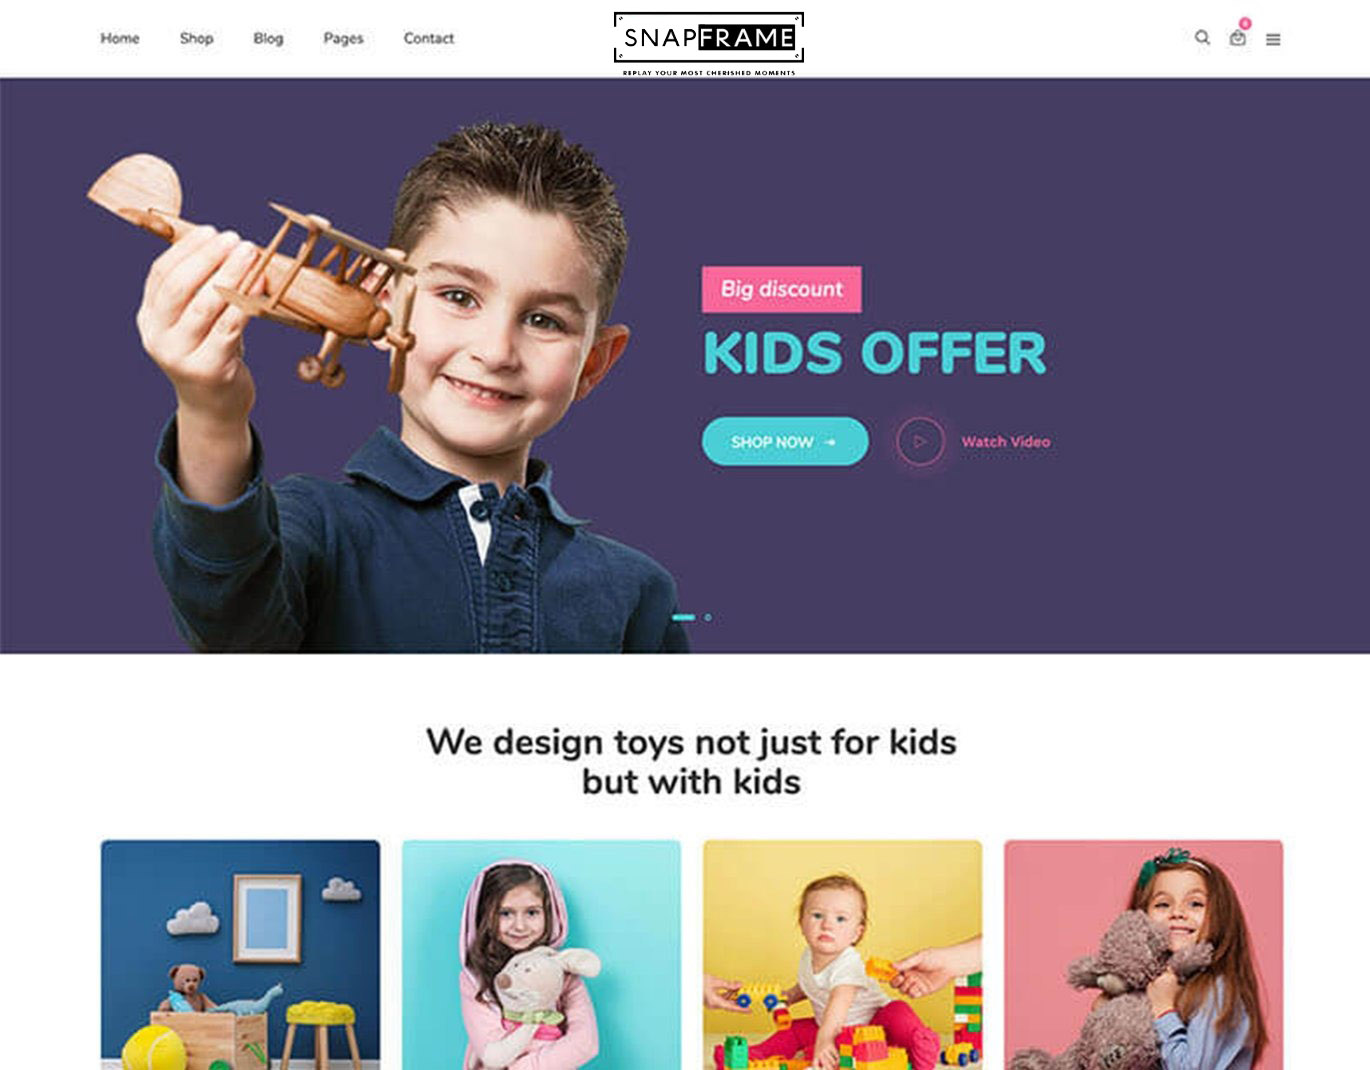 Home Shop Blog Pages Contact
SNAPFRAME
REPLAY YOUR MOST CHERISHED MOMENTS
Big discount
KIDS OFFER
SHOP NOW
Watch Video
We design toys not just for kids
but with kids